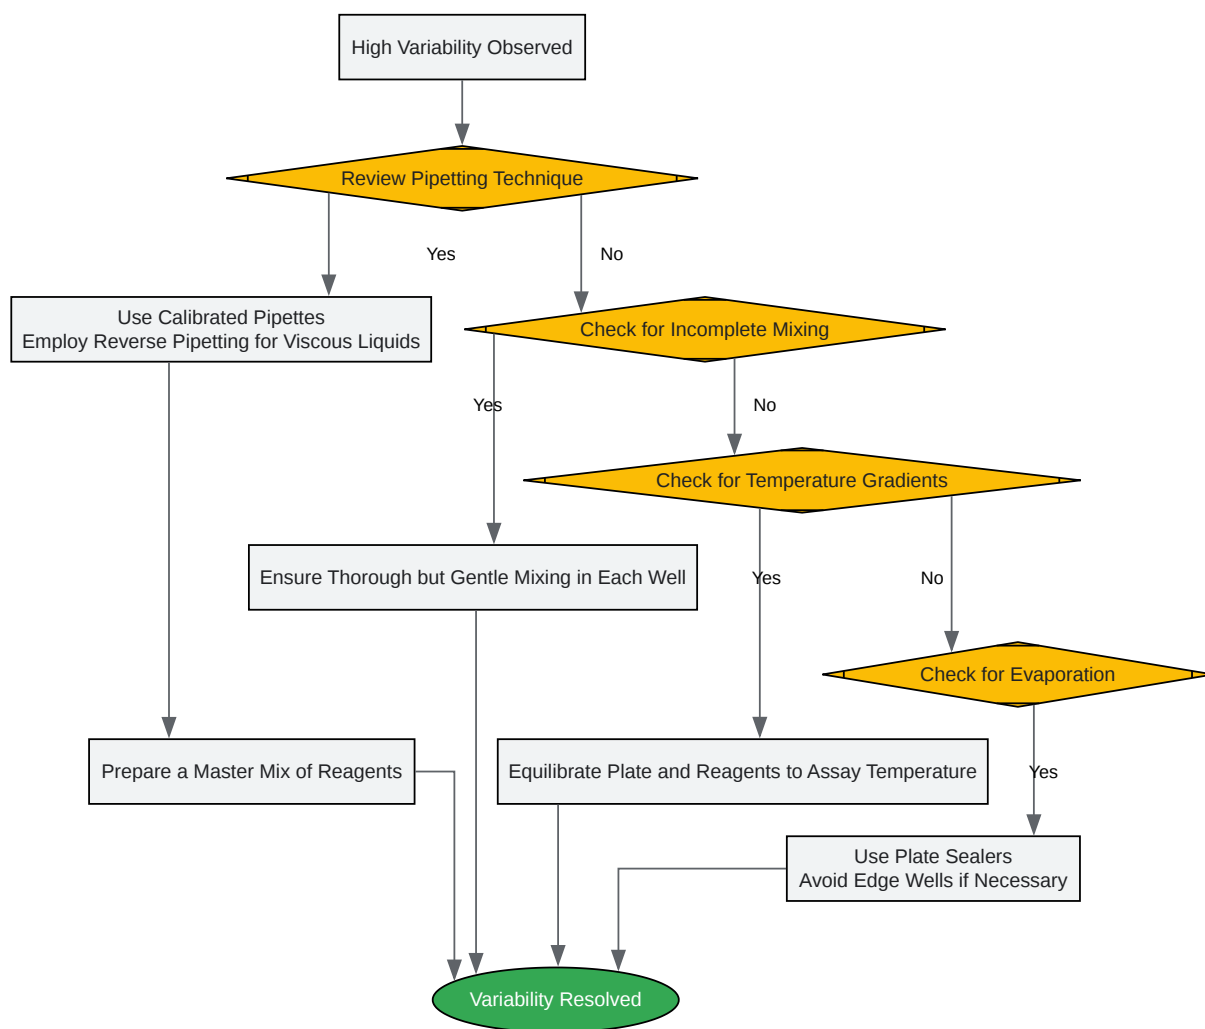 High Variability Observed
Review Pipetting Technique
Yes
No
Use Calibrated Pipettes
Employ Reverse Pipetting for Viscous Liquids
Check for Incomplete Mixing
Yes
No
Check for Temperature Gradients
Ensure Thorough but Gentle Mixing in Each Well
Yes
No
Check for Evaporation
Prepare a Master Mix of Reagents
Equilibrate Plate and Reagents to Assay Temperature
Yes
Use Plate Sealers
Avoid Edge Wells if Necessary
Variability Resolved